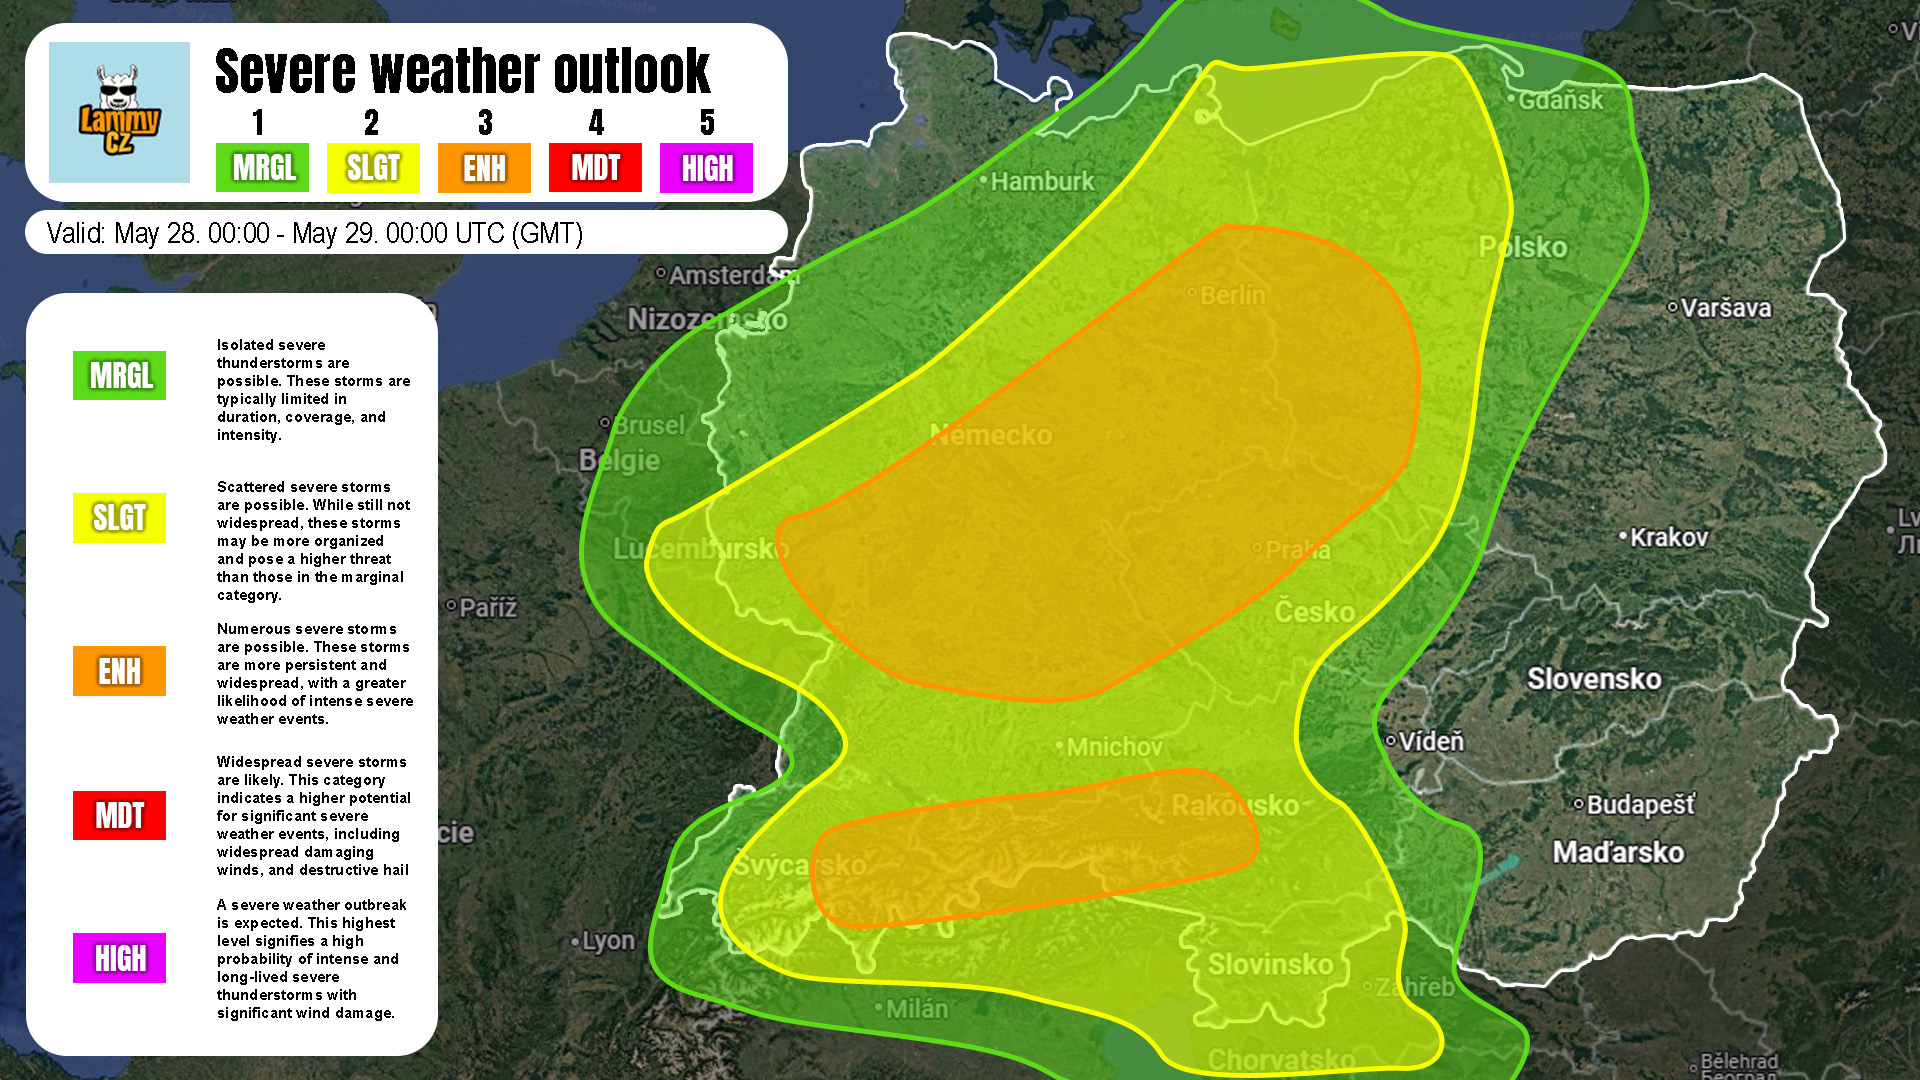 Severe weather outlook
Lammy
CZ
1 2 3 4 5
MRGL SLGT ENH MDT HIGH
Valid: May 28. 00:00 - May 29. 00:00 UTC (GMT)
MRGL
Isolated severe
thunderstorms are
possible. These storms are
typically limited in
duration, coverage, and
intensity.
SLGT
Scattered severe storms
are possible. While still not
widespread, these storms
may be more organized
and pose a higher threat
than those in the marginal
category.
ENH
Numerous severe storms
are possible. These storms
are more persistent and
widespread, with a greater
likelihood of intense severe
weather events.
MDT
Widespread severe storms
are likely. This category
indicates a higher potential
for significant severe
weather events, including
widespread damaging
winds, and destructive hail
HIGH
A severe weather outbreak
is expected. This highest
level signifies a high
probability of intense and
long-lived severe
thunderstorms with
significant wind damage.
Gdaňsk
Hamburk
Polsko
Amsterdam
Berlín
Varšava
Nizozemsko
Brusel
Německo
Belgie
Krakov
Lucembursko
Praha
Paříž
Česko
Slovensko
Vídeň
Mnichov
Budapešť
Rakousko
cie
Maďarsko
Švýcarsko
Lyon
Slovinsko
Záhřeb
Milán
Chorvatsko
Bělehrad
Београд